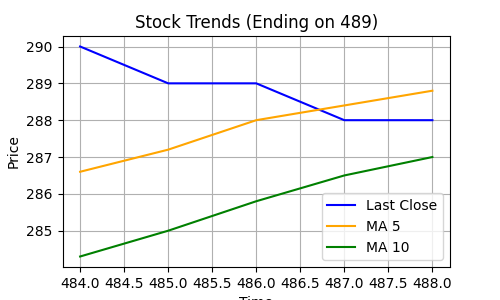 Stock Trends (Ending on 489)
Price
290
289
288
287
286
285
Last Close
MA 5
MA 10
484.0 484.5 485.0 485.5 486.0 486.5 487.0 487.5 488.0
Time